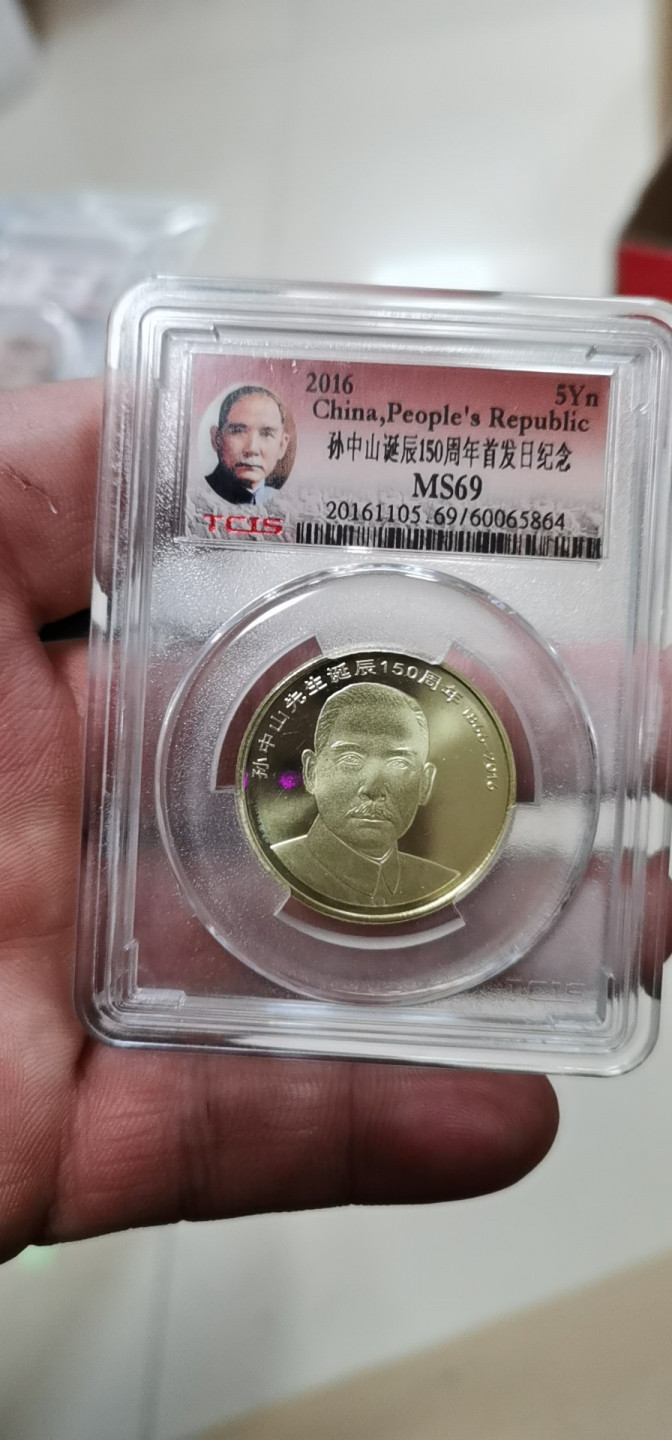 2016 5Yn
China,People's Republic
孙中山诞辰150周年首发日纪念
MS69
TCIS 20161105.69/60065864
孙中山先生诞辰150周年 1866-2016
TCIS